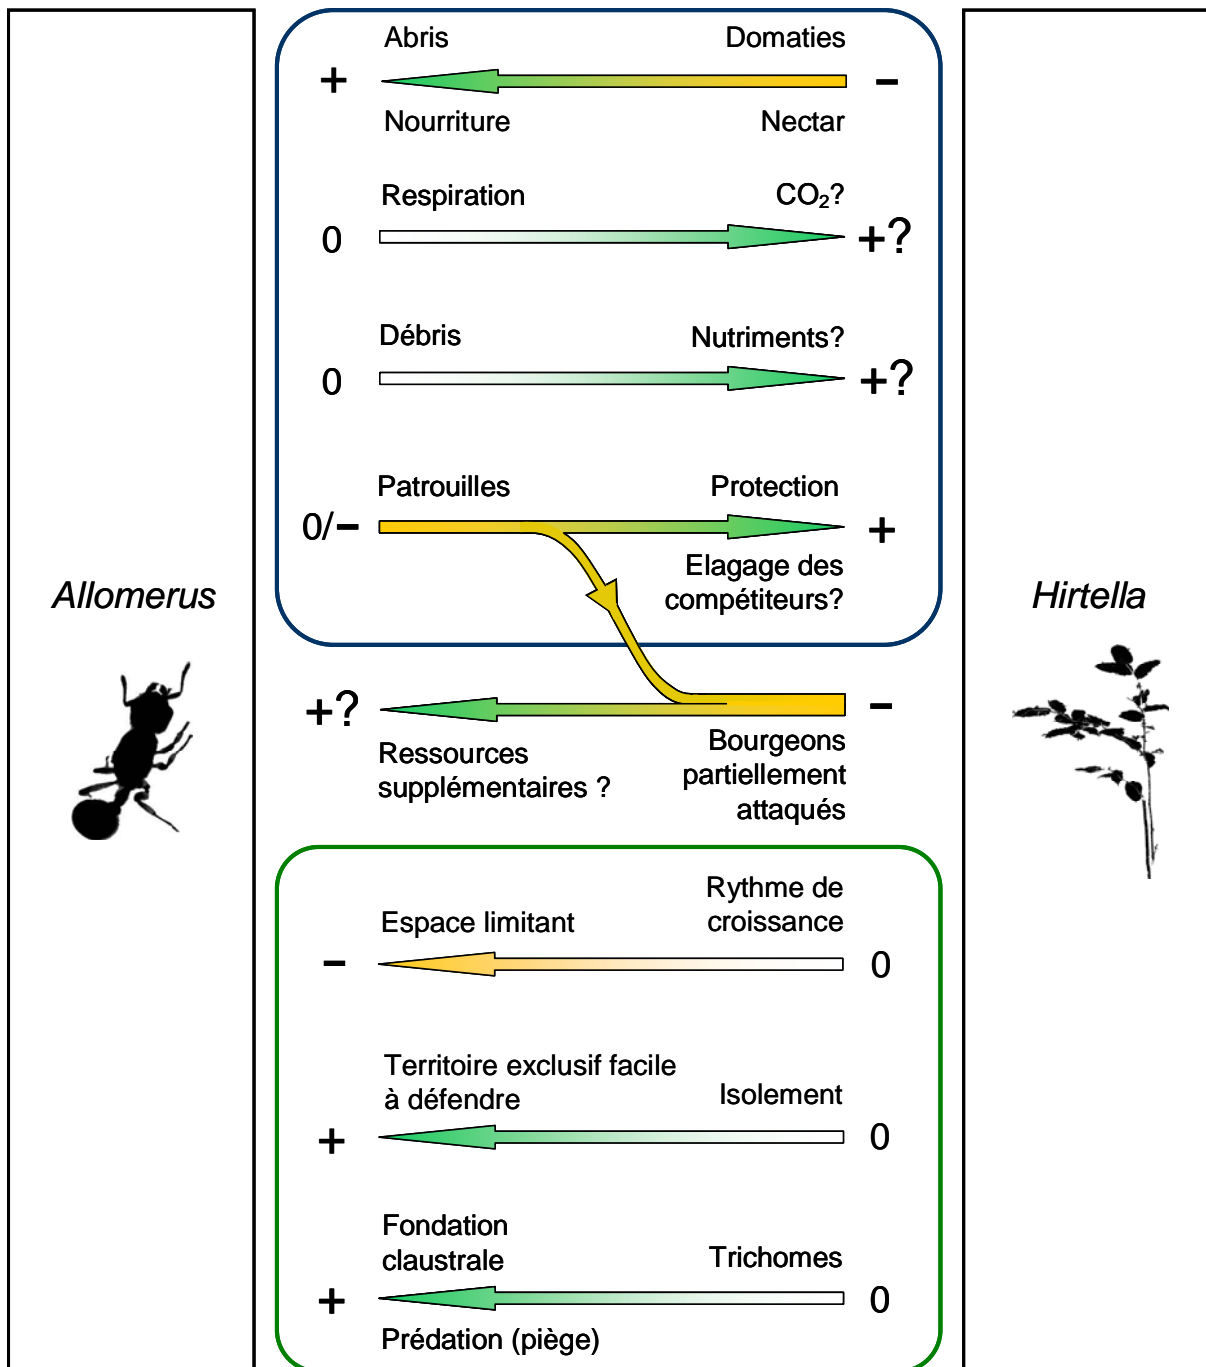 Abris Domaties
+ -
Nourriture Nectar
Respiration CO₂?
0 +?
Débris Nutriments?
0 +?
Patrouilles Protection
0/- +
Elagage des
compétiteurs?
Allomerus
Hirtella
+? -
Ressources
supplémentaires ?
Bourgeons
partiellement
attaqués
Espace limitant
Rythme de
croissance
- 0
Territoire exclusif facile
à défendre
Isolement
+ 0
Fondation
claustrale
Trichomes
+ 0
Prédation (piège)